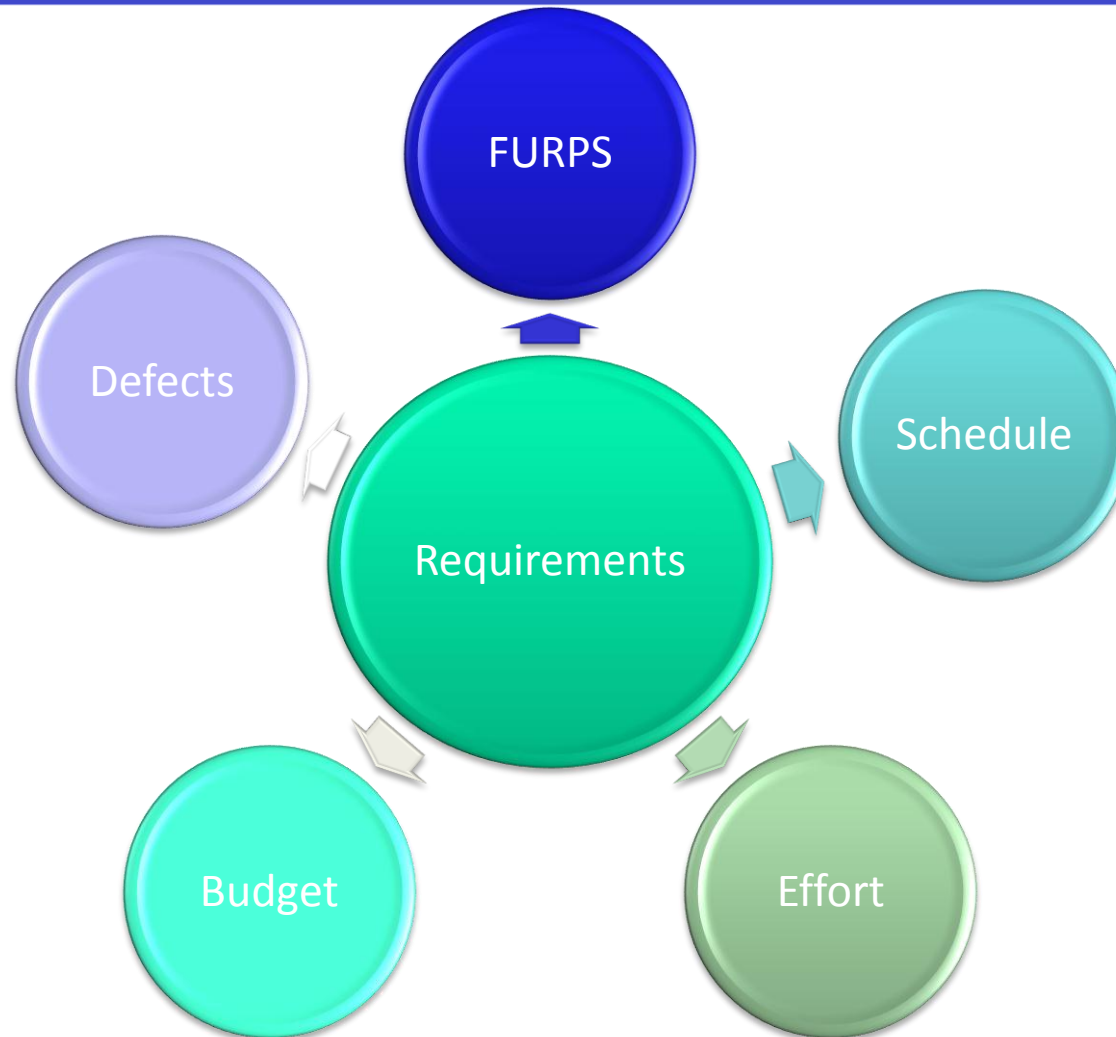 FURPS
Defects
Schedule
Requirements
Budget
Effort